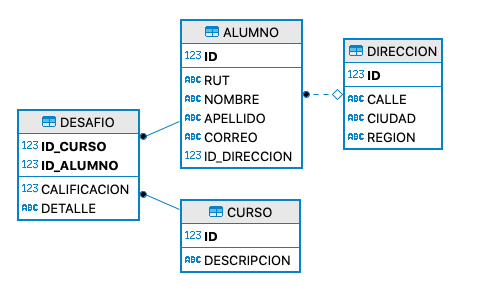 ALUMNO
123 ID
ABC RUT
ABC NOMBRE
ABC APELLIDO
ABC CORREO
123 ID_DIRECCION
DIRECCION
123 ID
ABC CALLE
ABC CIUDAD
ABC REGION
DESAFIO
123 ID_CURSO
123 ID_ALUMNO
123 CALIFICACION
ABC DETALLE
CURSO
123 ID
ABC DESCRIPCION